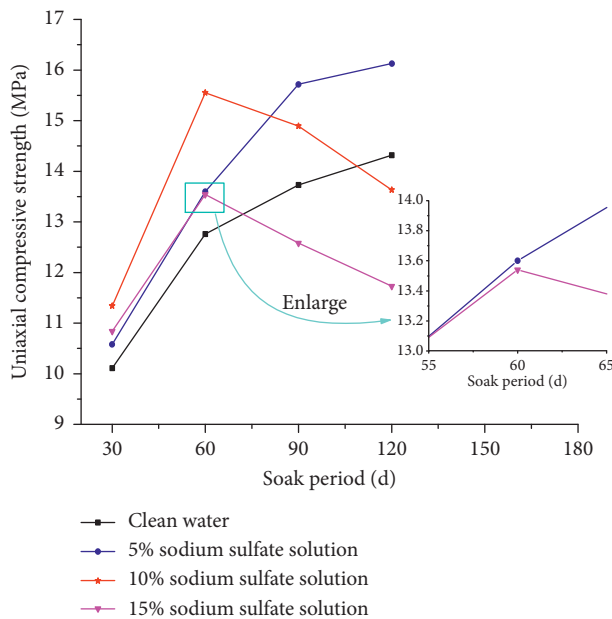 17
16
15
14
13
12
11
10
9
Uniaxial compressive strength (MPa)
30 60 90 120 150 180
Soak period (d)
Enlarge
14.0
13.8
13.6
13.4
13.2
13.0
55 60 65
Soak period (d)
Clean water
5% sodium sulfate solution
10% sodium sulfate solution
15% sodium sulfate solution